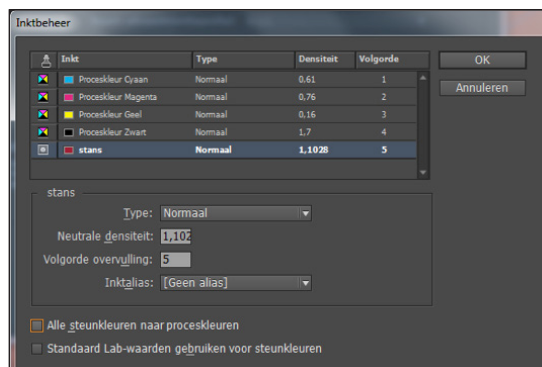 Inktbeheer
Inkt Type Densiteit Volgorde
Proceskleur Cyaan Normaal 0,61 1
Proceskleur Magenta Normaal 0,76 2
Proceskleur Geel Normaal 0,16 3
Proceskleur Zwart Normaal 1,7 4
stans Normaal 1,1028 5
OK
Annuleren
stans
Type: Normaal
Neutrale densiteit: 1,102
Volgorde overvulling: 5
Inktalias: [Geen alias]
Alle steunkleuren naar proceskleuren
Standaard Lab-waarden gebruiken voor steunkleuren